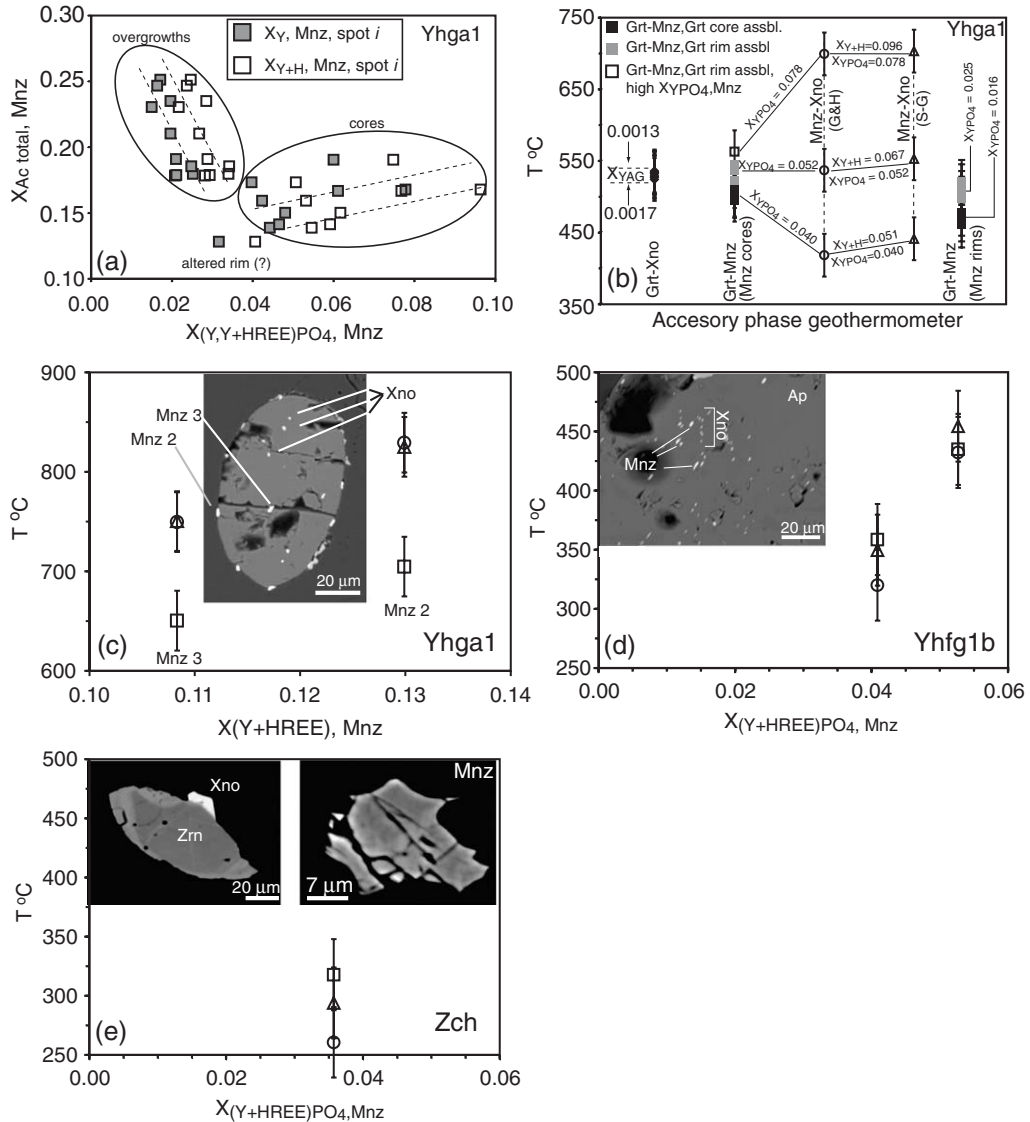 Yhga1
X_Y, Mnz, spot i
X_Y+H, Mnz, spot i
overgrowths
cores
altered rim (?)
(a)
X_Ac total, Mnz
0.30
0.25
0.20
0.15
0.10
0.00 0.02 0.04 0.06 0.08 0.10
X(Y,Y+HREE)PO4, Mnz
Yhga1
Grt-Mnz,Grt core assbl.
Grt-Mnz,Grt rim assbl
Grt-Mnz,Grt rim assbl,
high XYPO4,Mnz
T ºC
750
650
550
450
350
0.0013
XYAG
0.0017
XYPO4 = 0.078
XYPO4 = 0.052
XYPO4 = 0.040
XY+H=0.096
XYPO4=0.078
XY+H=0.067
XYPO4=0.052
XY+H=0.051
XYPO4=0.040
XYPO4 = 0.025
XYPO4 = 0.016
Grt-Xno
Grt-Mnz
(Mnz cores)
Mnz-Xno
(G&H)
Mnz-Xno
(S-G)
Grt-Mnz
(Mnz rims)
(b)
Accesory phase geothermometer
T ºC
900
800
700
600
Xno
Mnz 3
Mnz 2
20 µm
Mnz 2
Mnz 3
(c)
Yhga1
0.10 0.11 0.12 0.13 0.14
X(Y+HREE), Mnz
T ºC
500
450
400
350
300
250
Ap
Xno
Mnz
20 µm
(d)
Yhfg1b
0.00 0.02 0.04 0.06
X(Y+HREE)PO4, Mnz
T ºC
500
450
400
350
300
250
Xno
Zrn
20 µm
Mnz
7 µm
(e)
Zch
0.00 0.02 0.04 0.06
X(Y+HREE)PO4,Mnz